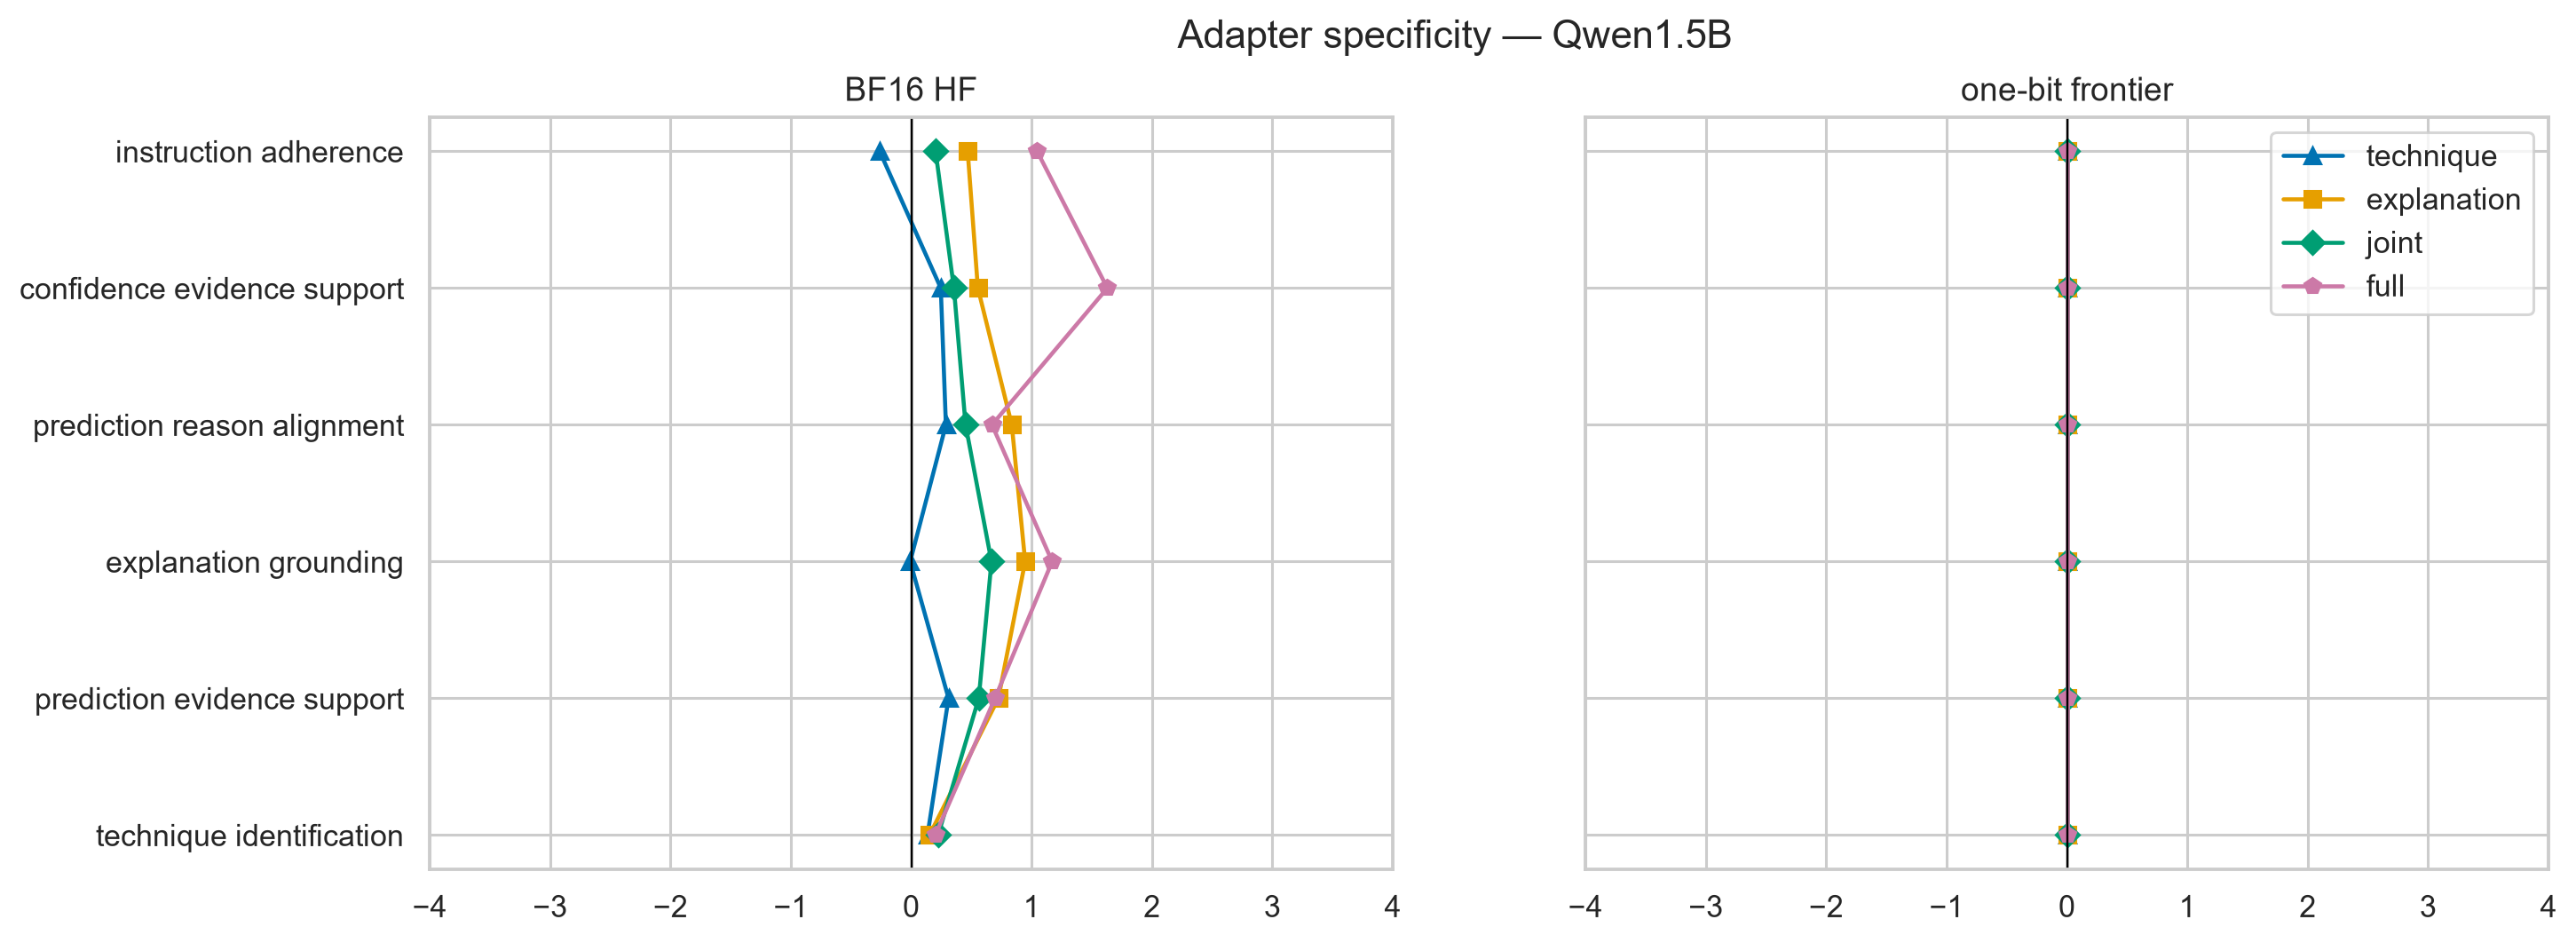 Adapter specificity — Qwen1.5B
BF16 HF
one-bit frontier
instruction adherence
confidence evidence support
prediction reason alignment
explanation grounding
prediction evidence support
technique identification
technique
explanation
joint
full
−4 −3 −2 −1 0 1 2 3 4
−4 −3 −2 −1 0 1 2 3 4